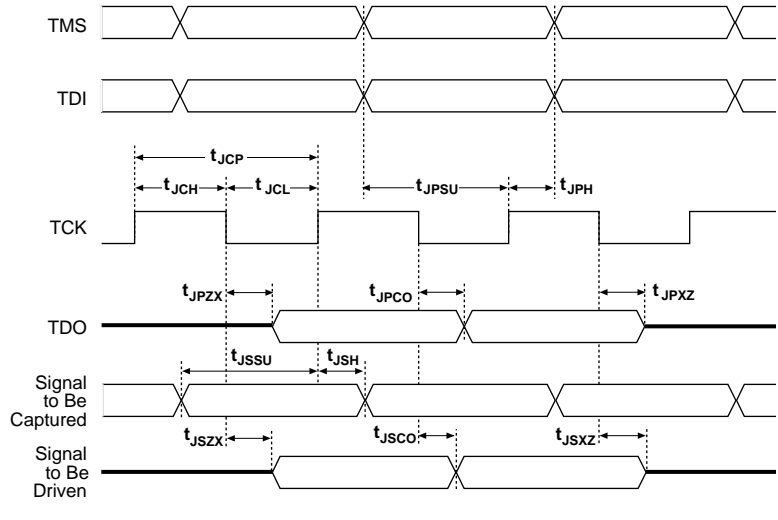 TMS
TDI
tJCP
tJCH tJCL tJPSU tJPH
TCK
tJPZX tJPCO tJPXZ
TDO
tJSSU tJSH
Signal
to Be
Captured
tJSZX tJSCO tJSXZ
Signal
to Be
Driven